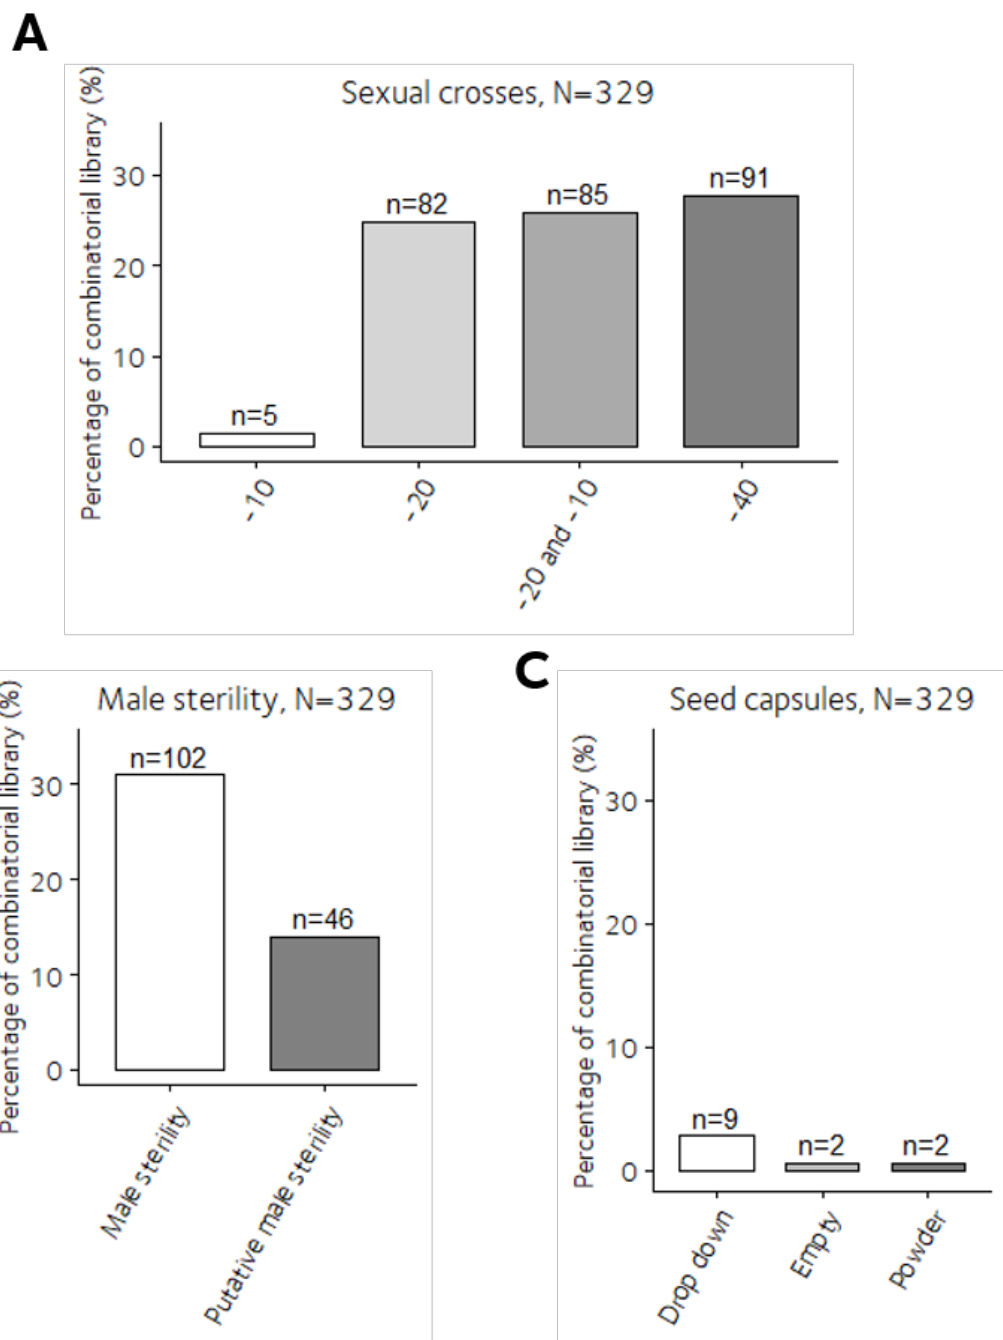 A
Sexual crosses, N=329
Percentage of combinatorial library (%)
30
20
10
0
n=5
n=82
n=85
n=91
-10
-20
-20 and -10
-40
Male sterility, N=329
Percentage of combinatorial library (%)
30
20
10
0
n=102
n=46
Male sterility
Putative male sterility
C
Seed capsules, N=329
Percentage of combinatorial library (%)
30
20
10
0
n=9
n=2
n=2
Drop down
Empty
Powder